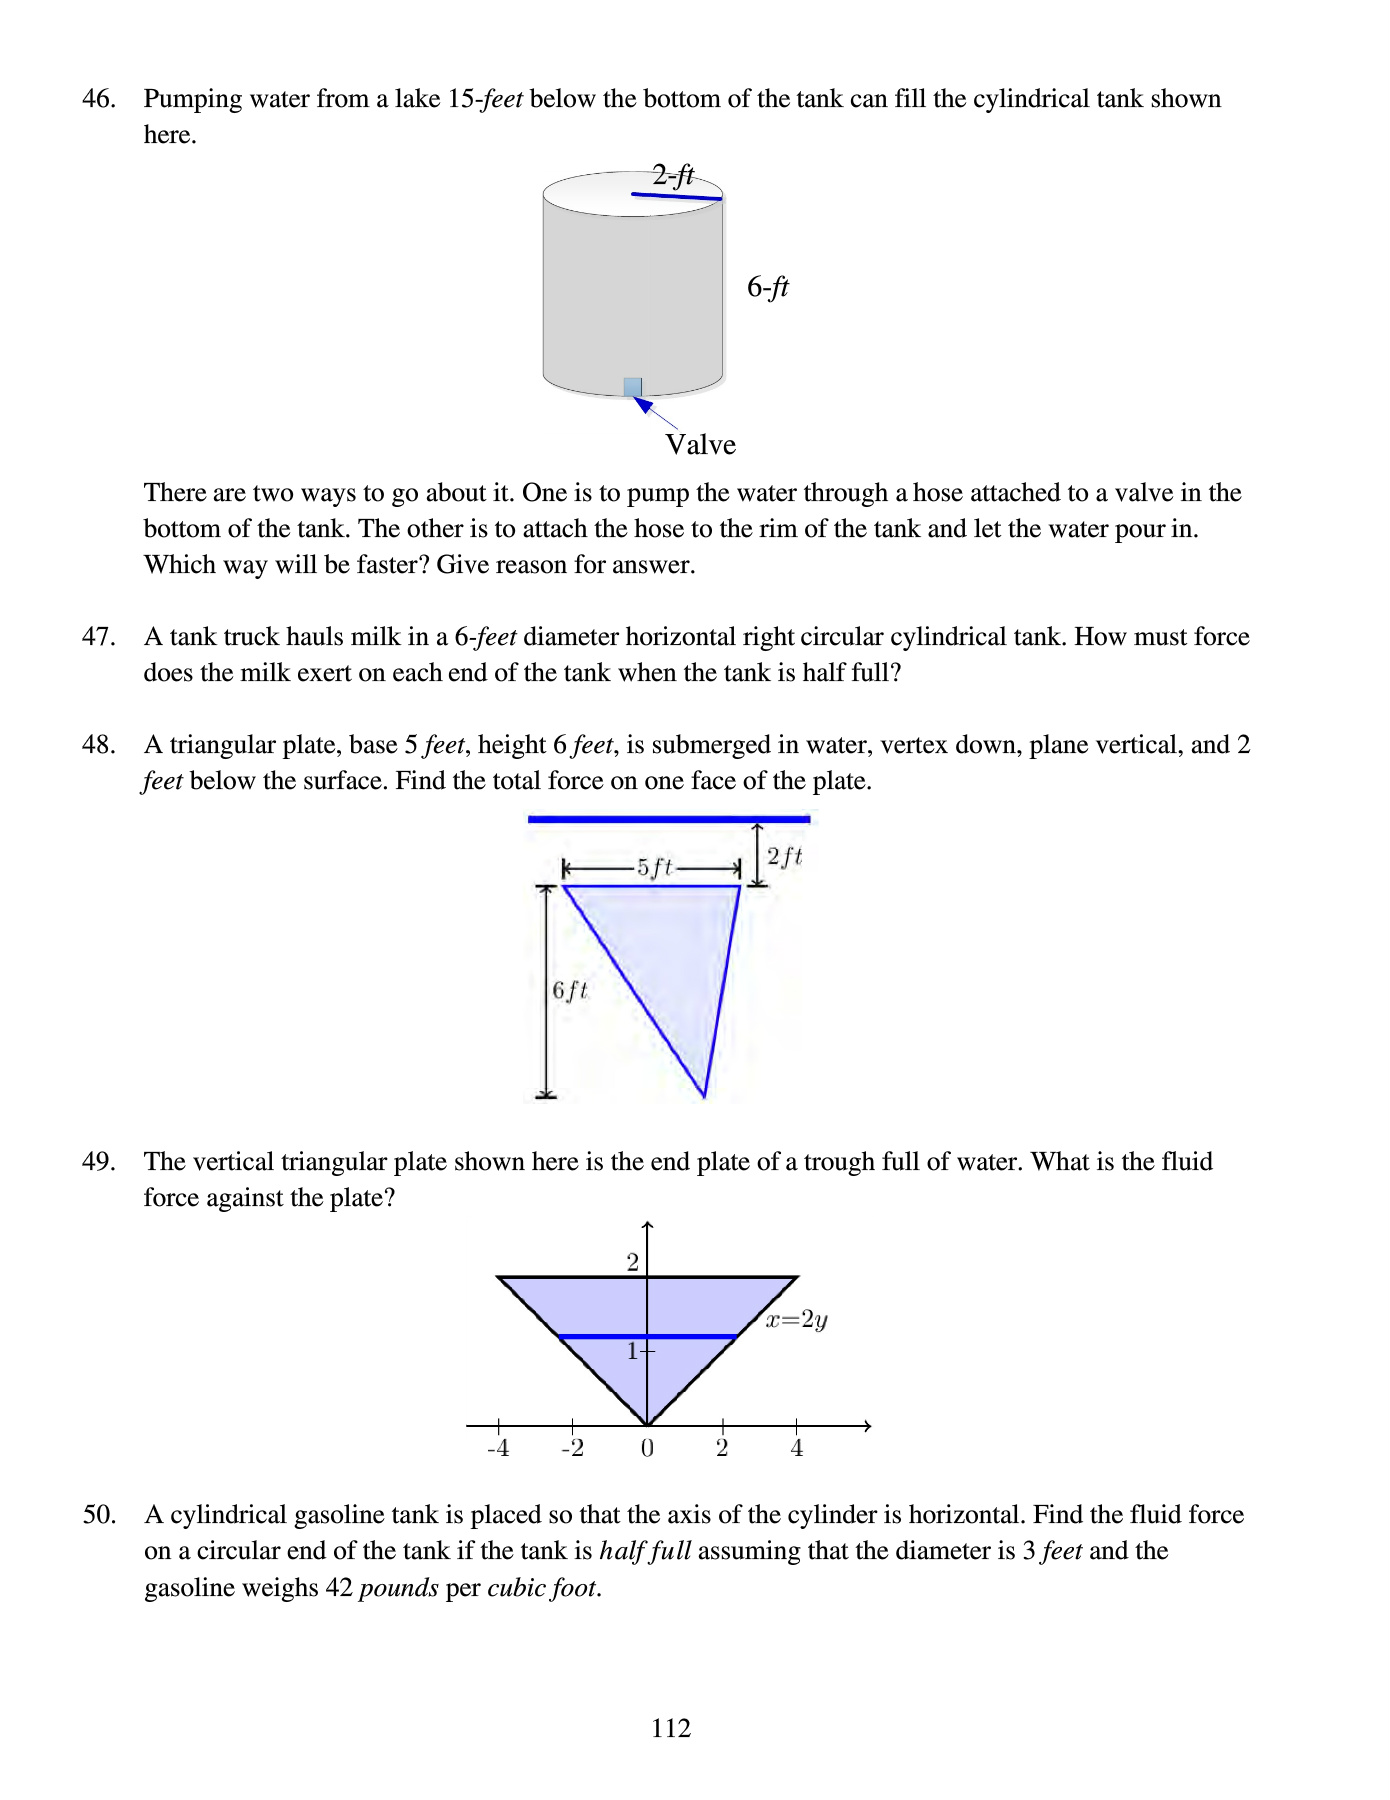 46. Pumping water from a lake 15-feet below the bottom of the tank can fill the cylindrical tank shown
here.
2-ft
6-ft
Valve
There are two ways to go about it. One is to pump the water through a hose attached to a valve in the
bottom of the tank. The other is to attach the hose to the rim of the tank and let the water pour in.
Which way will be faster? Give reason for answer.
47. A tank truck hauls milk in a 6-feet diameter horizontal right circular cylindrical tank. How must force
does the milk exert on each end of the tank when the tank is half full?
48. A triangular plate, base 5 feet, height 6 feet, is submerged in water, vertex down, plane vertical, and 2
feet below the surface. Find the total force on one face of the plate.
2ft
5ft
6ft
49. The vertical triangular plate shown here is the end plate of a trough full of water. What is the fluid
force against the plate?
2
x=2y
1
-4 -2 0 2 4
50. A cylindrical gasoline tank is placed so that the axis of the cylinder is horizontal. Find the fluid force
on a circular end of the tank if the tank is half full assuming that the diameter is 3 feet and the
gasoline weighs 42 pounds per cubic foot.
112